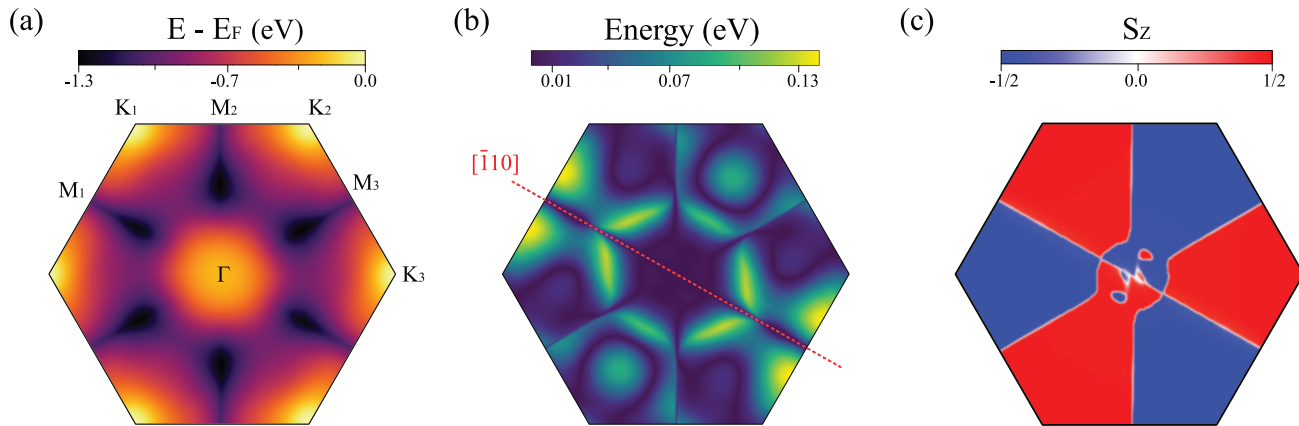 (a) E - EF (eV)
-1.3 -0.7 0.0
K1 M2 K2
M1 M3
Γ K3
(b) Energy (eV)
0.01 0.07 0.13
[1̄10]
(c) SZ
-1/2 0.0 1/2